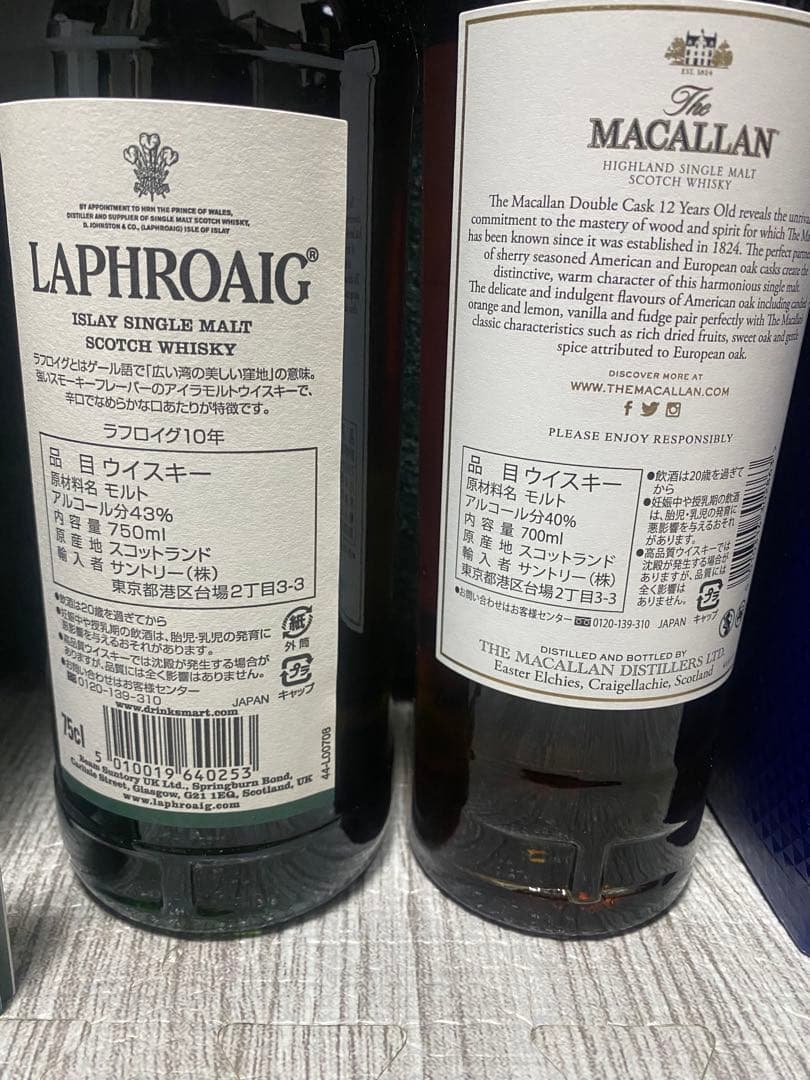 BY APPOINTMENT TO HRH THE PRINCE OF WALES,
DISTILLER AND SUPPLIER OF SINGLE MALT SCOTCH WHISKY,
D. JOHNSTON & CO., (LAPHROAIG) ISLE OF ISLAY
LAPHROAIG®
ISLAY SINGLE MALT
SCOTCH WHISKY
ラフロイグとはゲール語で「広い湾の美しい窪地」の意味。
強いスモーキーフレーバーのアイラモルトウイスキーで、
辛口でなめらかな口あたりが特徴です。
ラフロイグ10年
品目 ウイスキー
原材料名 モルト
アルコール分43%
内容量 750ml
原産地 スコットランド
輸入者 サントリー(株)
東京都港区台場2丁目3-3
●飲酒は20歳を過ぎてから
●妊娠中や授乳期の飲酒は、胎児・乳児の発育に
悪影響を与えるおそれがあります。
●高品質ウイスキーでは沈殿が発生する場合が
ありますが、品質には全く影響はありません。
●お問い合わせはお客様センター
0120-139-310 JAPAN
紙
外筒
プラ
キャップ
www.drinksmart.com
75cl
5 010019 640253
44-L00708
Beam Suntory UK Ltd., Springburn Bond,
Carlisle Street, Glasgow, G21 1EQ, Scotland, UK
www.laphroaig.com
EST. 1824
The
MACALLAN
HIGHLAND SINGLE MALT
SCOTCH WHISKY
The Macallan Double Cask 12 Years Old reveals the
commitment to the mastery of wood and spirit for which The
has been known since it was established in 1824. The perfect
of sherry seasoned American and European oak casks create the
distinctive, warm character of this harmonious single malt.
The delicate and indulgent flavours of American oak including candied
orange and lemon, vanilla and fudge pair perfectly with The Macallan
classic characteristics such as rich dried fruits, sweet oak and
spice attributed to European oak.
DISCOVER MORE AT
WWW.THEMACALLAN.COM
PLEASE ENJOY RESPONSIBLY
品目 ウイスキー
原材料名 モルト
アルコール分40%
内容量 700ml
原産地 スコットランド
輸入者 サントリー(株)
東京都港区台場2丁目3-3
●お問い合わせはお客様センター 0120-139-310 JAPAN
●飲酒は20歳を過ぎて
から
●妊娠中や授乳期の飲酒
は、胎児・乳児の発育に
悪影響を与えるおそれ
があります。
●高品質ウイスキーでは
沈殿が発生する場合が
ありますが、品質には
全く影響は
ありません。
プラ
キャップ
DISTILLED AND BOTTLED BY
THE MACALLAN DISTILLERS LTD.
Easter Elchies, Craigellachie, Scotland